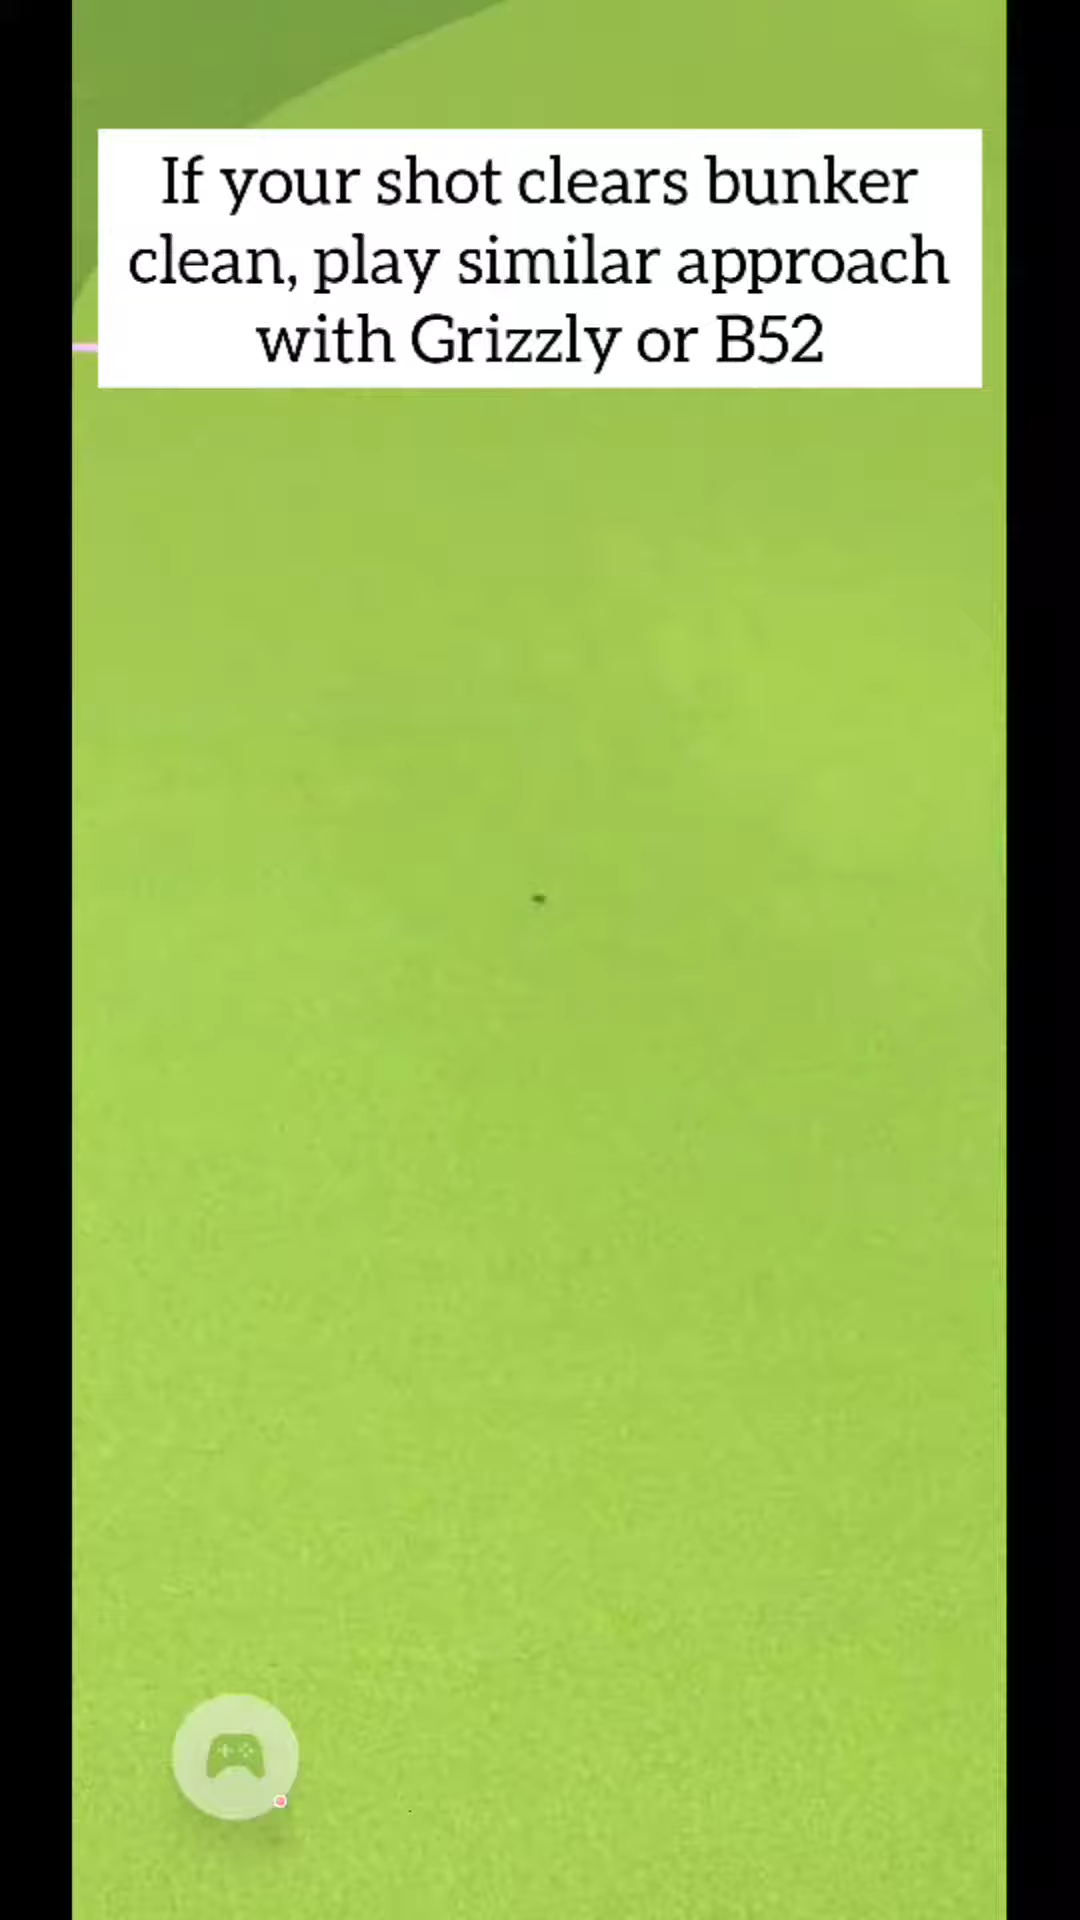 If your shot clears bunker
clean, play similar approach
with Grizzly or B52